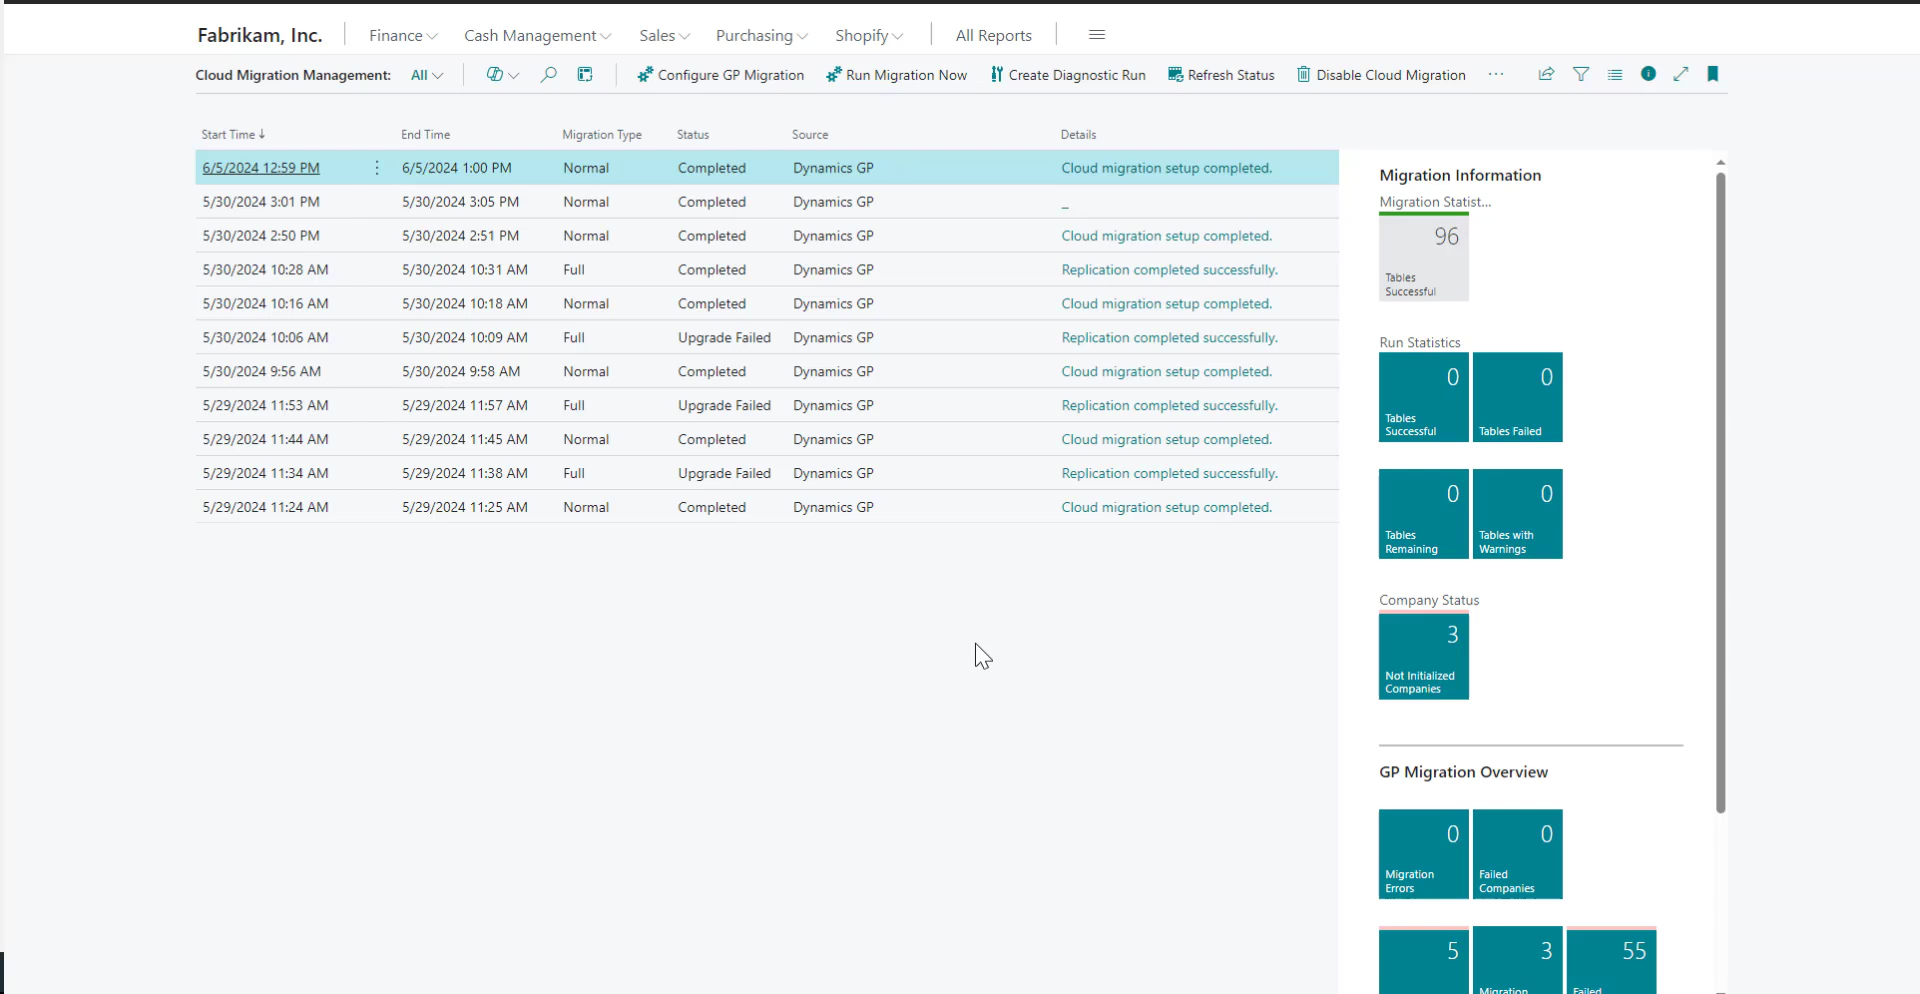 Fabrikam, Inc. Finance Cash Management Sales Purchasing Shopify All Reports
Cloud Migration Management: All Configure GP Migration Run Migration Now Create Diagnostic Run Refresh Status Disable Cloud Migration ...
Start Time ↓ End Time Migration Type Status Source Details
6/5/2024 12:59 PM 6/5/2024 1:00 PM Normal Completed Dynamics GP Cloud migration setup completed.
5/30/2024 3:01 PM 5/30/2024 3:05 PM Normal Completed Dynamics GP _
5/30/2024 2:50 PM 5/30/2024 2:51 PM Normal Completed Dynamics GP Cloud migration setup completed.
5/30/2024 10:28 AM 5/30/2024 10:31 AM Full Completed Dynamics GP Replication completed successfully.
5/30/2024 10:16 AM 5/30/2024 10:18 AM Normal Completed Dynamics GP Cloud migration setup completed.
5/30/2024 10:06 AM 5/30/2024 10:09 AM Full Upgrade Failed Dynamics GP Replication completed successfully.
5/30/2024 9:56 AM 5/30/2024 9:58 AM Normal Completed Dynamics GP Cloud migration setup completed.
5/29/2024 11:53 AM 5/29/2024 11:57 AM Full Upgrade Failed Dynamics GP Replication completed successfully.
5/29/2024 11:44 AM 5/29/2024 11:45 AM Normal Completed Dynamics GP Cloud migration setup completed.
5/29/2024 11:34 AM 5/29/2024 11:38 AM Full Upgrade Failed Dynamics GP Replication completed successfully.
5/29/2024 11:24 AM 5/29/2024 11:25 AM Normal Completed Dynamics GP Cloud migration setup completed.
Migration Information
Migration Statist...
96
Tables
Successful
Run Statistics
0 0
Tables
Successful Tables Failed
0 0
Tables Tables with
Remaining Warnings
Company Status
3
Not Initialized
Companies
GP Migration Overview
0 0
Migration Failed
Errors Companies
5 3 55
Migration Failed